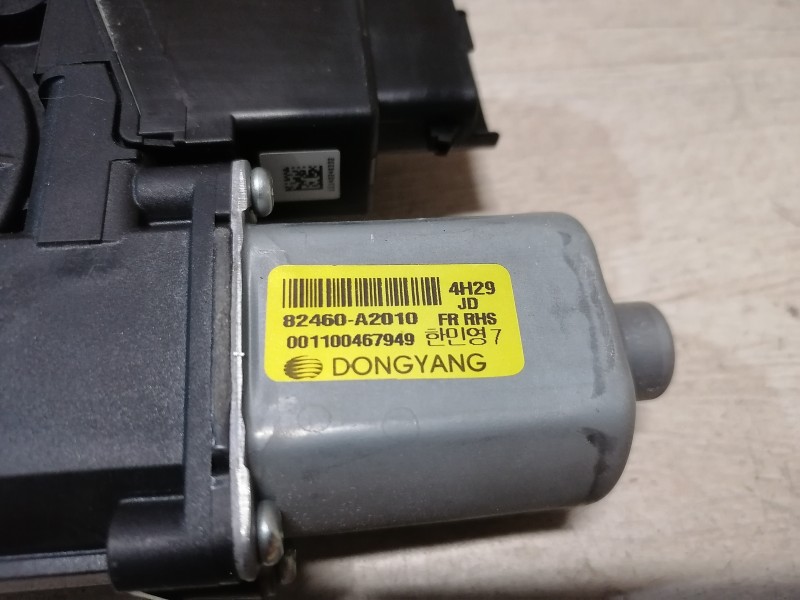 4H29
JD
82460-A2010 FR RHS
001100467949 한민영7
DONGYANG